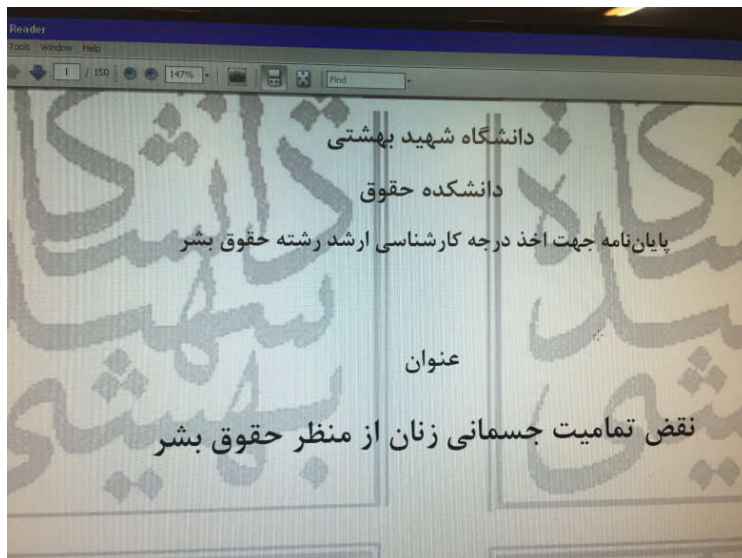 Reader
Tools Window Help
1 / 150 147% Find
دانشگاه شهید بهشتی
دانشکده حقوق
پایان‌نامه جهت اخذ درجه کارشناسی ارشد رشته حقوق بشر
عنوان
نقض تمامیت جسمانی زنان از منظر حقوق بشر